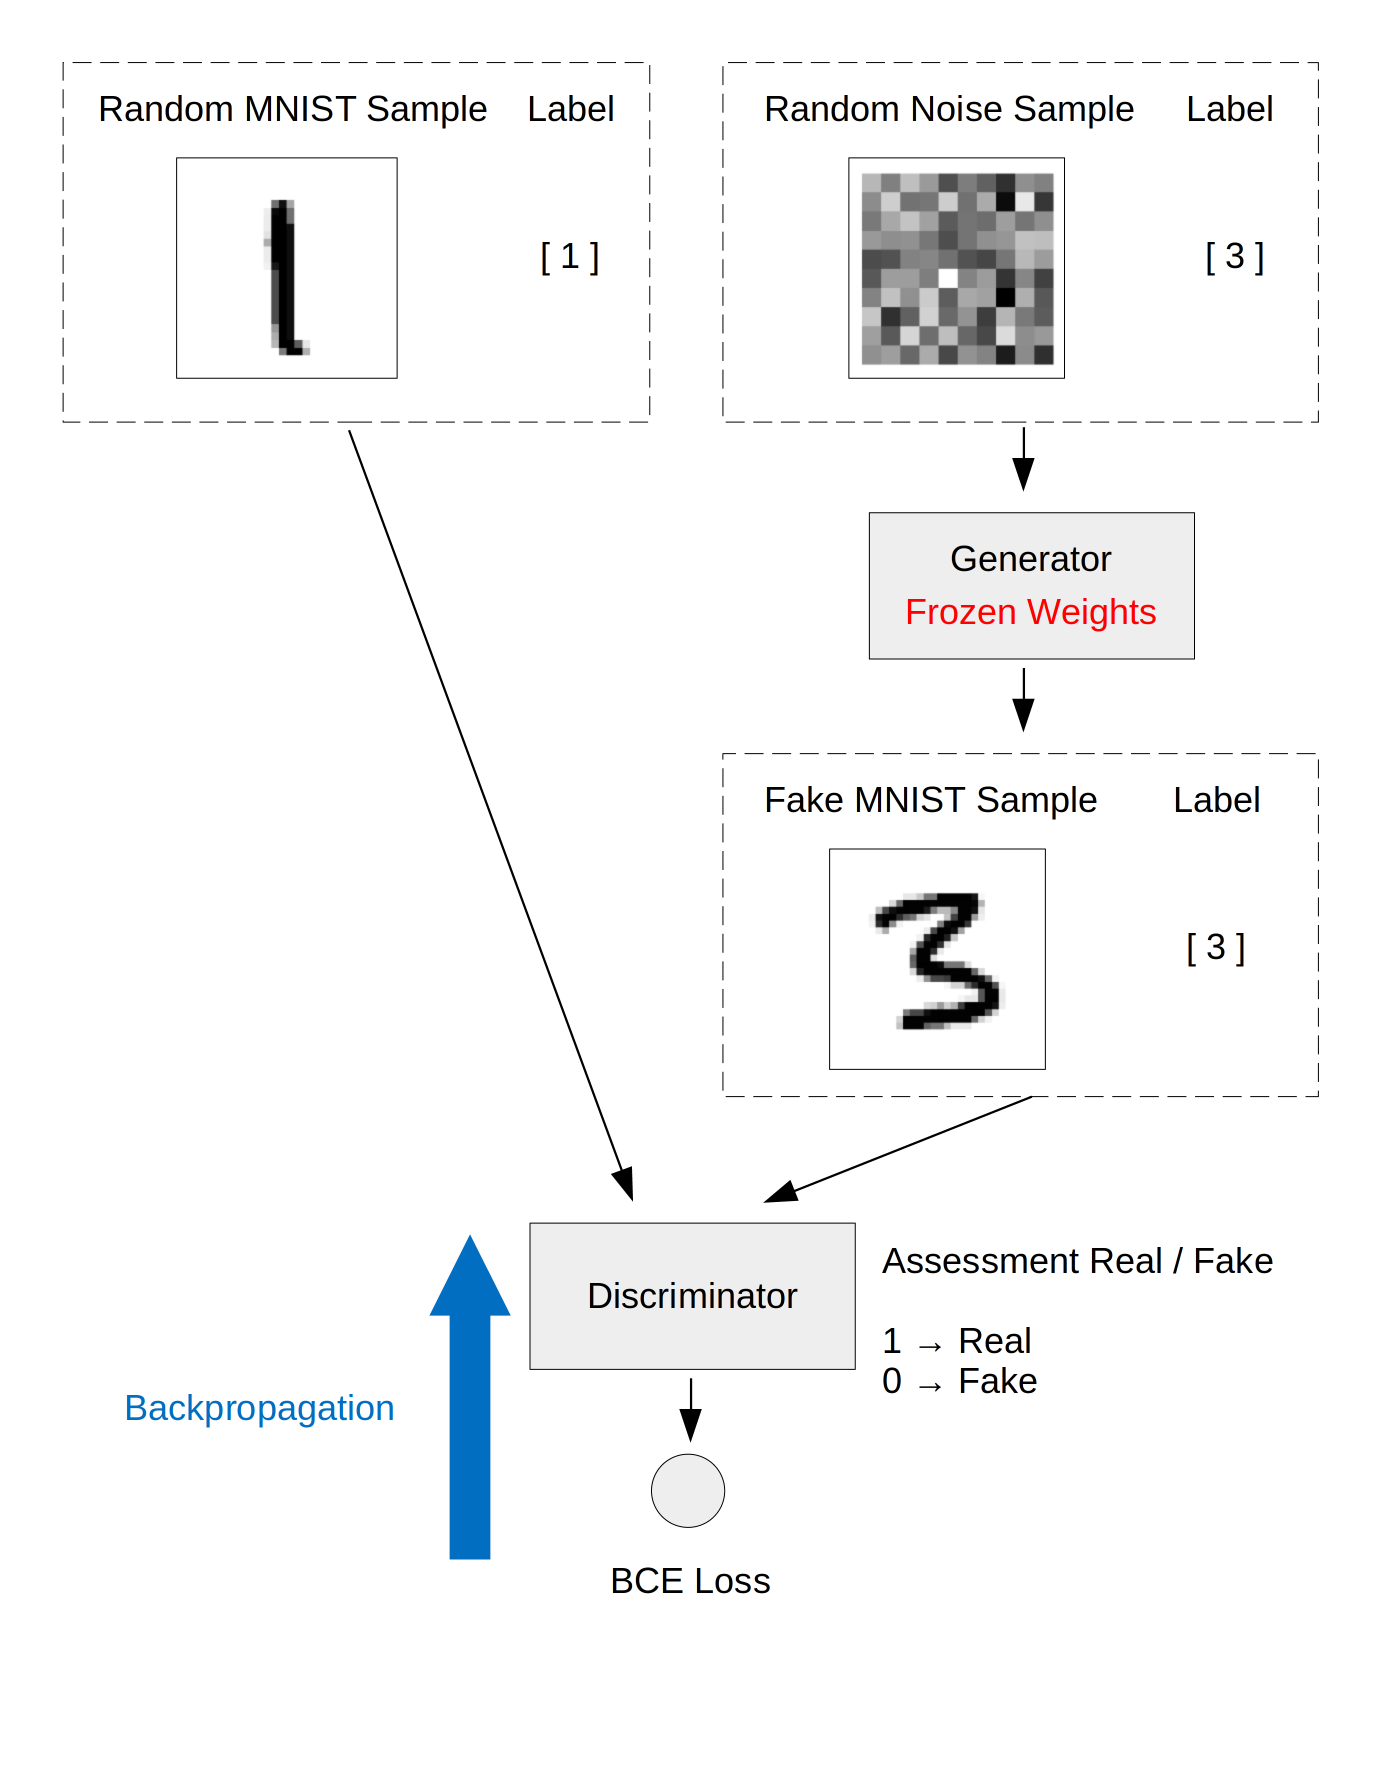 Random MNIST Sample Label
[ 1 ]
Random Noise Sample Label
[ 3 ]
Generator
Frozen Weights
Fake MNIST Sample Label
[ 3 ]
Discriminator
Assessment Real / Fake
1 → Real
0 → Fake
Backpropagation
BCE Loss